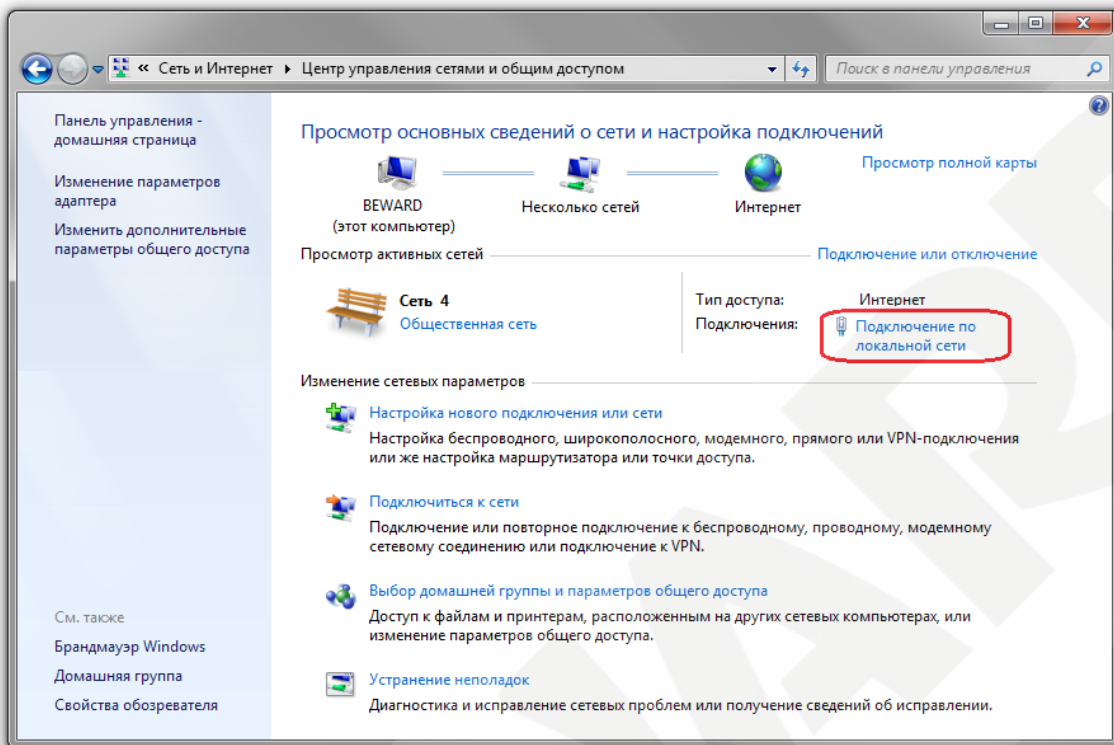 « Сеть и Интернет ▸ Центр управления сетями и общим доступом
Поиск в панели управления
Панель управления -
домашняя страница
Изменение параметров
адаптера
Изменить дополнительные
параметры общего доступа
См. также
Брандмауэр Windows
Домашняя группа
Свойства обозревателя
Просмотр основных сведений о сети и настройка подключений
Просмотр полной карты
BEWARD
(этот компьютер)
Несколько сетей
Интернет
Просмотр активных сетей
Подключение или отключение
Сеть 4
Общественная сеть
Тип доступа: Интернет
Подключения: Подключение по
локальной сети
Изменение сетевых параметров
Настройка нового подключения или сети
Настройка беспроводного, широкополосного, модемного, прямого или VPN-подключения
или же настройка маршрутизатора или точки доступа.
Подключиться к сети
Подключение или повторное подключение к беспроводному, проводному, модемному
сетевому соединению или подключение к VPN.
Выбор домашней группы и параметров общего доступа
Доступ к файлам и принтерам, расположенным на других сетевых компьютерах, или
изменение параметров общего доступа.
Устранение неполадок
Диагностика и исправление сетевых проблем или получение сведений об исправлении.